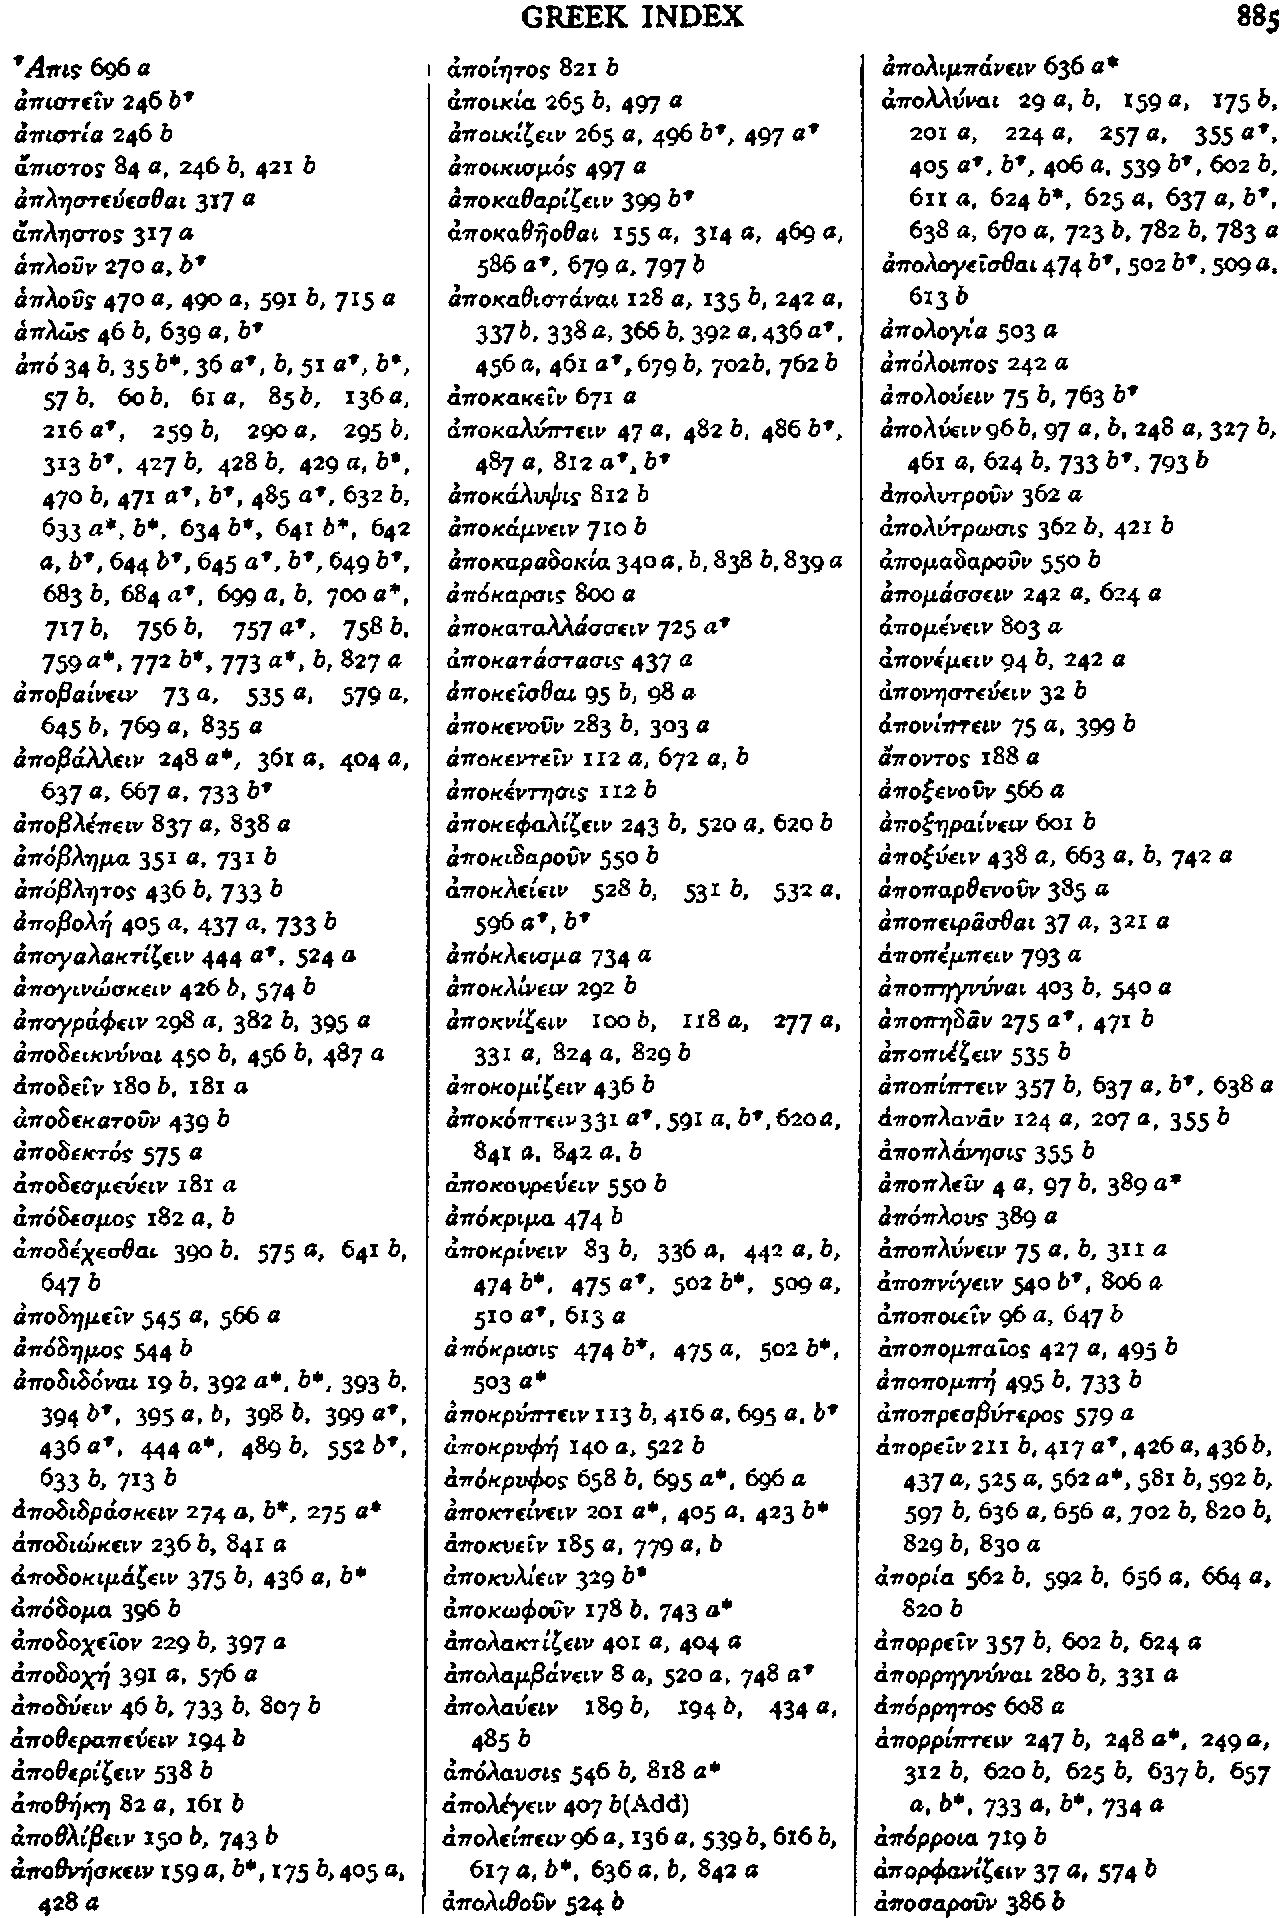 GREEK INDEX
885
Ἆπις 696 a
ἀπιστεῖν 246 b*
ἀπιστία 246 b
ἄπιστος 84 a, 246 b, 421 b
ἀπληστεύεσθαι 317 a
ἄπληστος 317 a
ἁπλοῦν 270 a, b*
ἁπλοῦς 470 a, 490 a, 591 b, 715 a
ἁπλῶς 46 b, 639 a, b*
ἀπό 34 b, 35 b*, 36 a*, b, 51 a*, b*,
57 b, 60 b, 61 a, 85 b, 136 a,
216 a*, 259 b, 290 a, 295 b,
313 b*, 427 b, 428 b, 429 a, b*,
470 b, 471 a*, b*, 485 a*, 632 b,
633 a*, b*, 634 b*, 641 b*, 642
a, b*, 644 b*, 645 a*, b*, 649 b*,
683 b, 684 a*, 699 a, b, 700 a*,
717 b, 756 b, 757 a*, 758 b,
759 a*, 772 b*, 773 a*, b, 827 a
ἀποβαίνειν 73 a, 535 a, 579 a,
645 b, 769 a, 835 a
ἀποβάλλειν 248 a*, 361 a, 404 a,
637 a, 667 a, 733 b*
ἀποβλέπειν 837 a, 838 a
ἀπόβλημα 351 a, 731 b
ἀπόβλητος 436 b, 733 b
ἀποβολή 405 a, 437 a, 733 b
ἀπογαλακτίζειν 444 a*, 524 a
ἀπογινώσκειν 426 b, 574 b
ἀπογράφειν 298 a, 382 b, 395 a
ἀποδεικνύναι 450 b, 456 b, 487 a
ἀποδεῖν 180 b, 181 a
ἀποδεκατοῦν 439 b
ἀποδεκτός 575 a
ἀποδεσμεύειν 181 a
ἀπόδεσμος 182 a, b
ἀποδέχεσθαι 390 b, 575 a, 641 b,
647 b
ἀποδημεῖν 545 a, 566 a
ἀπόδημος 544 b
ἀποδιδόναι 19 b, 392 a*, b*, 393 b,
394 b*, 395 a, b, 398 b, 399 a*,
436 a*, 444 a*, 489 b, 552 b*,
633 b, 713 b
ἀποδιδράσκειν 274 a, b*, 275 a*
ἀποδιώκειν 236 b, 841 a
ἀποδοκιμάζειν 375 b, 436 a, b*
ἀπόδομα 396 b
ἀποδοχεῖον 229 b, 397 a
ἀποδοχή 391 a, 576 a
ἀποδύειν 46 b, 733 b, 807 b
ἀποθεραπεύειν 194 b
ἀποθερίζειν 538 b
ἀποθήκη 82 a, 161 b
ἀποθλίβειν 150 b, 743 b
ἀποθνήσκειν 159 a, b*, 175 b, 405 a,
428 a
ἀποίητος 821 b
ἀποικία 265 b, 497 a
ἀποικίζειν 265 a, 496 b*, 497 a*
ἀποικισμός 497 a
ἀποκαθαρίζειν 399 b*
ἀποκαθῆσθαι 155 a, 314 a, 469 a,
586 a*, 679 a, 797 b
ἀποκαθιστάναι 128 a, 135 b, 242 a,
337 b, 338 a, 366 b, 392 a, 436 a*,
456 a, 461 a*, 679 b, 702 b, 762 b
ἀποκακεῖν 671 a
ἀποκαλύπτειν 47 a, 482 b, 486 b*,
487 a, 812 a*, b*
ἀποκάλυψις 812 b
ἀποκάμνειν 710 b
ἀποκαραδοκία 340 a, b, 838 b, 839 a
ἀπόκαρσις 800 a
ἀποκαταλλάσσειν 725 a*
ἀποκατάστασις 437 a
ἀποκεῖσθαι 95 b, 98 a
ἀποκενοῦν 283 b, 303 a
ἀποκεντεῖν 112 a, 672 a, b
ἀποκέντησις 112 b
ἀποκεφαλίζειν 243 b, 520 a, 620 b
ἀποκιδαροῦν 550 b
ἀποκλείειν 528 b, 531 b, 532 a,
596 a*, b*
ἀπόκλεισμα 734 a
ἀποκλίνειν 292 b
ἀποκνίζειν 100 b, 118 a, 277 a,
331 a, 824 a, 829 b
ἀποκομίζειν 436 b
ἀποκόπτειν 331 a*, 591 a, b*, 620 a,
841 a, 842 a, b
ἀποκουρεύειν 550 b
ἀπόκριμα 474 b
ἀποκρίνειν 83 b, 336 a, 442 a, b,
474 b*, 475 a*, 502 b*, 509 a,
510 a*, 613 a
ἀπόκρισις 474 b*, 475 a, 502 b*,
503 a*
ἀποκρύπτειν 113 b, 416 a, 695 a, b*
ἀποκρυφή 140 a, 522 b
ἀπόκρυφος 658 b, 695 a*, 696 a
ἀποκτείνειν 201 a*, 405 a, 423 b*
ἀποκυεῖν 185 a, 779 a, b
ἀποκυλίειν 329 b*
ἀποκωφοῦν 178 b, 743 a*
ἀπολακτίζειν 401 a, 404 a
ἀπολαμβάνειν 8 a, 520 a, 748 a*
ἀπολαύειν 189 b, 194 b, 434 a,
485 b
ἀπόλαυσις 546 b, 818 a*
ἀπολέγειν 407 b(Add)
ἀπολείπειν 96 a, 136 a, 539 b, 616 b,
617 a, b*, 636 a, b, 842 a
ἀπολιθοῦν 524 b
ἀπολιμπάνειν 636 a*
ἀπολλύναι 29 a, b, 159 a, 175 b,
201 a, 224 a, 257 a, 355 a*,
405 a*, b*, 406 a, 539 b*, 602 b,
611 a, 624 b*, 625 a, 637 a, b*,
638 a, 670 a, 723 b, 782 b, 783 a
ἀπολογεῖσθαι 474 b*, 502 b*, 509 a,
613 b
ἀπολογία 503 a
ἀπόλοιπος 242 a
ἀπολούειν 75 b, 763 b*
ἀπολύειν 96 b, 97 a, b, 248 a, 327 b,
461 a, 624 b, 733 b*, 793 b
ἀπολυτροῦν 362 a
ἀπολύτρωσις 362 b, 421 b
ἀπομαδαροῦν 550 b
ἀπομάσσειν 242 a, 624 a
ἀπομένειν 803 a
ἀπονέμειν 94 b, 242 a
ἀπονηστεύειν 32 b
ἀπονίπτειν 75 a, 399 b
ἄποντος 188 a
ἀποξενοῦν 566 a
ἀποξηραίνειν 601 b
ἀποξύειν 438 a, 663 a, b, 742 a
ἀποπαρθενοῦν 385 a
ἀποπειρᾶσθαι 37 a, 321 a
ἀποπέμπειν 793 a
ἀποπηγνύναι 403 b, 540 a
ἀποπηδᾶν 275 a*, 471 b
ἀποπιέζειν 535 b
ἀποπίπτειν 357 b, 637 a, b*, 638 a
ἀποπλανᾶν 124 a, 207 a, 355 b
ἀποπλάνησις 355 b
ἀποπλεῖν 4 a, 97 b, 389 a*
ἀπόπλους 389 a
ἀποπλύνειν 75 a, b, 311 a
ἀποπνίγειν 540 b*, 806 a
ἀποποιεῖν 96 a, 647 b
ἀποπομπαῖος 427 a, 495 b
ἀποπομπή 495 b, 733 b
ἀποπρεσβύτερος 579 a
ἀπορεῖν 211 b, 417 a*, 426 a, 436 b,
437 a, 525 a, 562 a*, 581 b, 592 b,
597 b, 636 a, 656 a, 702 b, 820 b,
829 b, 830 a
ἀπορία 562 b, 592 b, 656 a, 664 a,
820 b
ἀπορρεῖν 357 b, 602 b, 624 a
ἀπορρηγνύναι 280 b, 331 a
ἀπόρρητος 608 a
ἀπορρίπτειν 247 b, 248 a*, 249 a,
312 b, 620 b, 625 b, 637 b, 657
a, b*, 733 a, b*, 734 a
ἀπόρροια 719 b
ἀπορφανίζειν 37 a, 574 b
ἀποσαροῦν 386 b